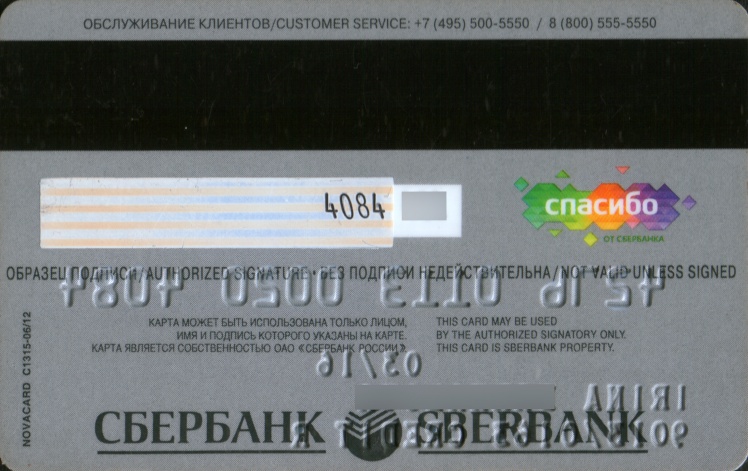 ОБСЛУЖИВАНИЕ КЛИЕНТОВ/CUSTOMER SERVICE: +7 (495) 500-5550 / 8 (800) 555-5550
4084
спасибо
ОТ СБЕРБАНКА
ОБРАЗЕЦ ПОДПИСИ/AUTHORIZED SIGNATURE · БЕЗ ПОДПИСИ НЕДЕЙСТВИТЕЛЬНА/NOT VALID UNLESS SIGNED
КАРТА МОЖЕТ БЫТЬ ИСПОЛЬЗОВАНА ТОЛЬКО ЛИЦОМ,
ИМЯ И ПОДПИСЬ КОТОРОГО УКАЗАНЫ НА КАРТЕ.
КАРТА ЯВЛЯЕТСЯ СОБСТВЕННОСТЬЮ ОАО «СБЕРБАНК РОССИИ».
THIS CARD MAY BE USED
BY THE AUTHORIZED SIGNATORY ONLY.
THIS CARD IS SBERBANK PROPERTY.
03/16
IRINA
СБЕРБАНК SBERBANK
NOVACARD C1315-06/12